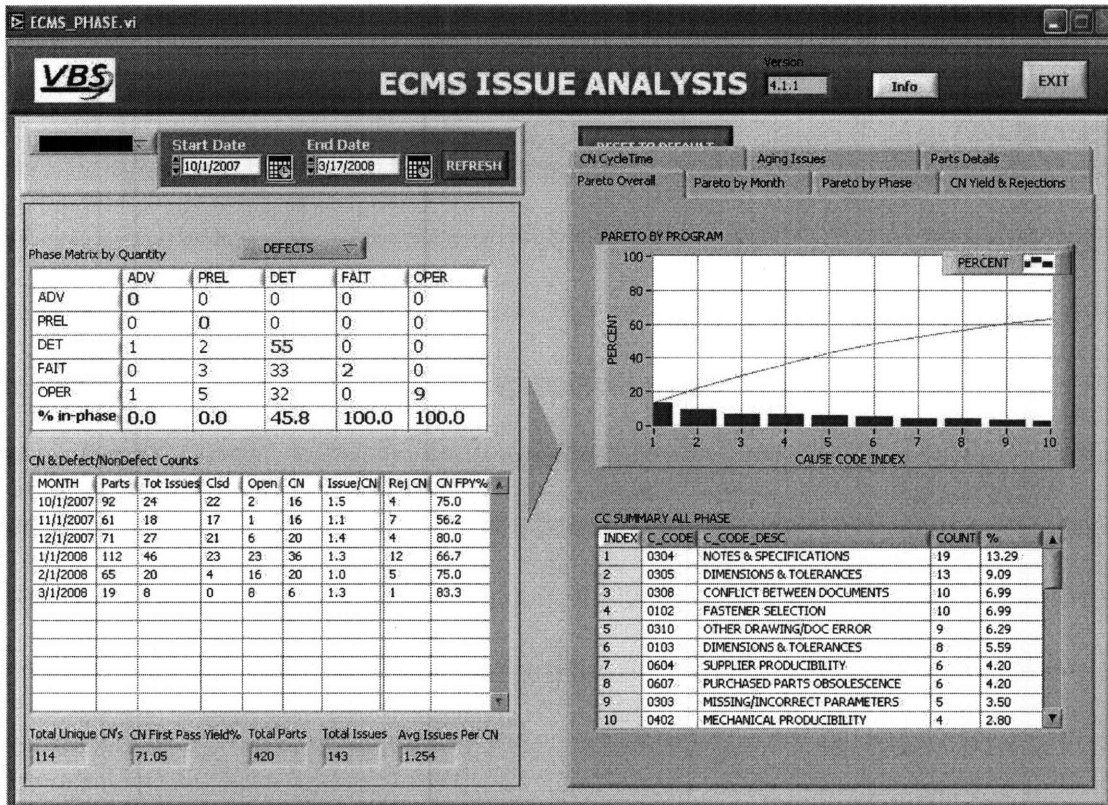 ECMS_PHASE.vi
VBS
ECMS ISSUE ANALYSIS
Version
4.1.1
Info
EXIT
Start Date
End Date
10/1/2007
3/17/2008
REFRESH
RESET TO DEFAULT
CN CycleTime Aging Issues Parts Details
Pareto Overall Pareto by Month Pareto by Phase CN Yield & Rejections
Phase Matrix by Quantity
DEFECTS
ADV PREL DET FAIT OPER
ADV 0 0 0 0 0
PREL 0 0 0 0 0
DET 1 2 55 0 0
FAIT 0 3 33 2 0
OPER 1 5 32 0 9
% in-phase 0.0 0.0 45.8 100.0 100.0
CN & Defect/NonDefect Counts
MONTH Parts Tot Issues Clsd Open CN Issue/CN Rej CN CN FPY%
10/1/2007 92 24 22 2 16 1.5 4 75.0
11/1/2007 61 18 17 1 16 1.1 7 56.2
12/1/2007 71 27 21 6 20 1.4 4 80.0
1/1/2008 112 46 23 23 36 1.3 12 66.7
2/1/2008 65 20 4 16 20 1.0 5 75.0
3/1/2008 19 8 0 8 6 1.3 1 83.3
Total Unique CN's CN First Pass Yield% Total Parts Total Issues Avg Issues Per CN
114 71.05 420 143 1.254
PARETO BY PROGRAM
PERCENT
PERCENT
100
80
60
40
20
0
1 2 3 4 5 6 7 8 9 10
CAUSE CODE INDEX
CC SUMMARY ALL PHASE
INDEX C_CODE C_CODE_DESC COUNT %
1 0304 NOTES & SPECIFICATIONS 19 13.29
2 0305 DIMENSIONS & TOLERANCES 13 9.09
3 0308 CONFLICT BETWEEN DOCUMENTS 10 6.99
4 0102 FASTENER SELECTION 10 6.99
5 0310 OTHER DRAWING/DOC ERROR 9 6.29
6 0103 DIMENSIONS & TOLERANCES 8 5.59
7 0604 SUPPLIER PRODUCIBILITY 6 4.20
8 0607 PURCHASED PARTS OBSOLESCENCE 6 4.20
9 0303 MISSING/INCORRECT PARAMETERS 5 3.50
10 0402 MECHANICAL PRODUCIBILITY 4 2.80